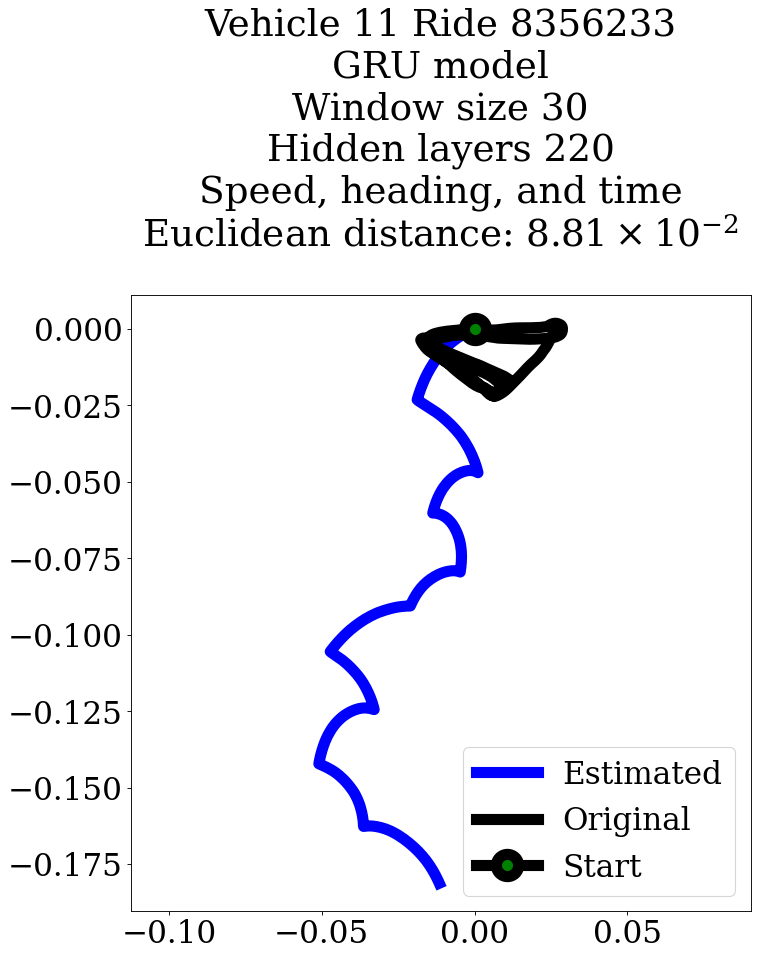 Vehicle 11 Ride 8356233
GRU model
Window size 30
Hidden layers 220
Speed, heading, and time
Euclidean distance: 8.81 × 10⁻²
0.000
−0.025
−0.050
−0.075
−0.100
−0.125
−0.150
−0.175
Estimated
Original
Start
−0.10 −0.05 0.00 0.05